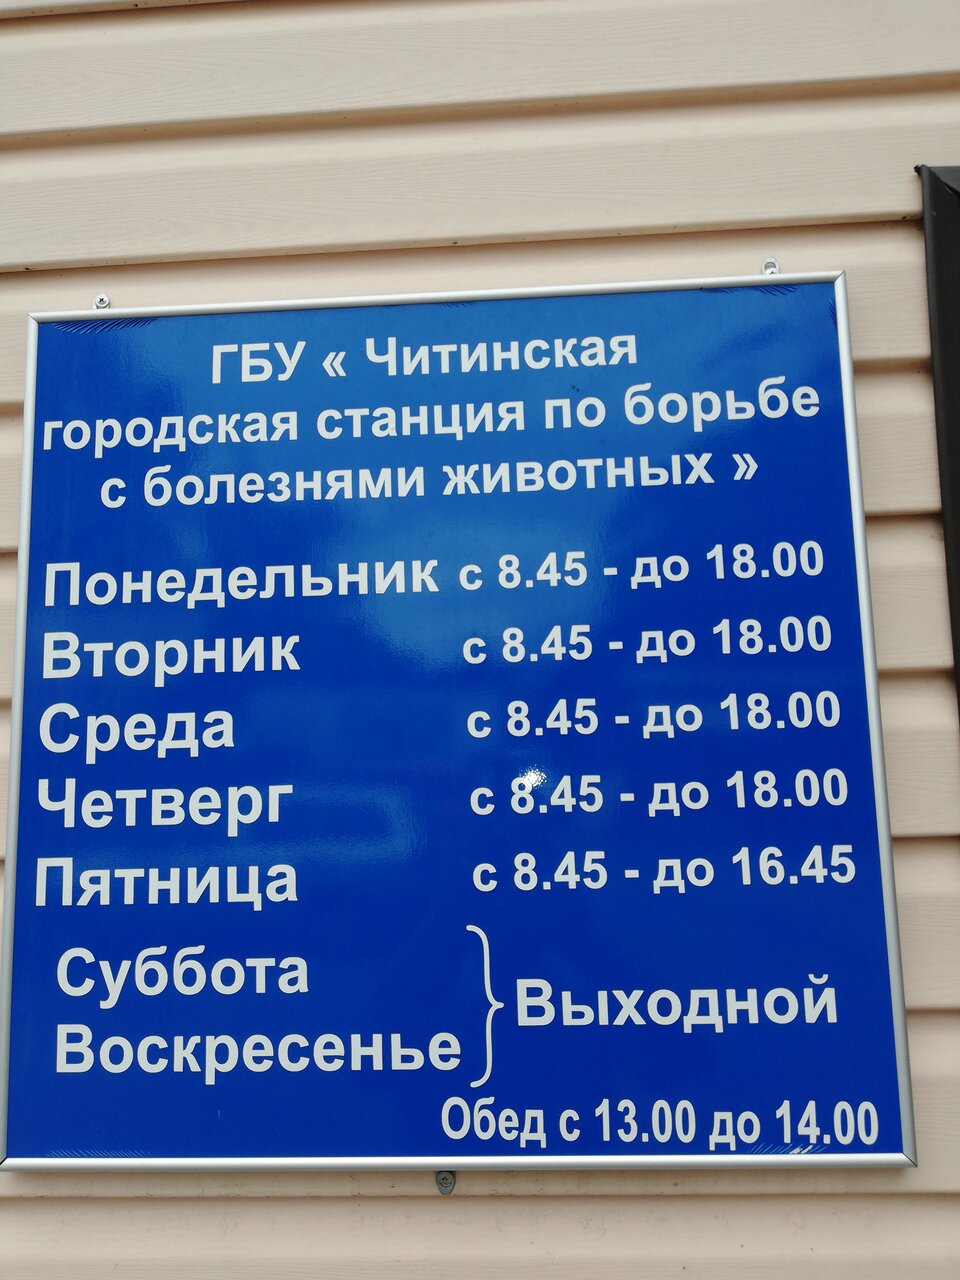 ГБУ « Читинская
городская станция по борьбе
с болезнями животных »
Понедельник с 8.45 - до 18.00
Вторник с 8.45 - до 18.00
Среда с 8.45 - до 18.00
Четверг с 8.45 - до 18.00
Пятница с 8.45 - до 16.45
Суббота
Воскресенье } Выходной
Обед с 13.00 до 14.00